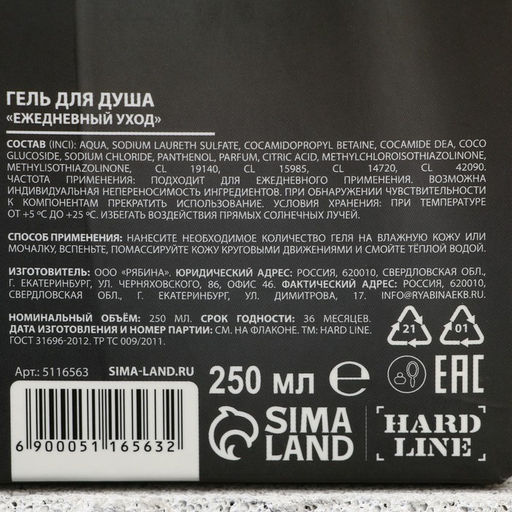 ГЕЛЬ ДЛЯ ДУША
«ЕЖЕДНЕВНЫЙ УХОД»
СОСТАВ (INCI): AQUA, SODIUM LAURETH SULFATE, COCAMIDOPROPYL BETAINE, COCAMIDE DEA, COCO
GLUCOSIDE, SODIUM CHLORIDE, PANTHENOL, PARFUM, CITRIC ACID, METHYLCHLOROISOTHIAZOLINONE,
METHYLISOTHIAZOLINONE, CL 19140, CL 15985, CL 14720, CL 42090.
ЧАСТОТА ПРИМЕНЕНИЯ: ПОДХОДИТ ДЛЯ ЕЖЕДНЕВНОГО ПРИМЕНЕНИЯ. ВОЗМОЖНА
ИНДИВИДУАЛЬНАЯ НЕПЕРЕНОСИМОСТЬ ИНГРЕДИЕНТОВ. ПРИ ОБНАРУЖЕНИИ ЧУВСТВИТЕЛЬНОСТИ
К КОМПОНЕНТАМ ПРЕКРАТИТЬ ИСПОЛЬЗОВАНИЕ. УСЛОВИЯ ХРАНЕНИЯ: ПРИ ТЕМПЕРАТУРЕ
ОТ +5 ºC ДО +25 ºC. ИЗБЕГАТЬ ВОЗДЕЙСТВИЯ ПРЯМЫХ СОЛНЕЧНЫХ ЛУЧЕЙ.
СПОСОБ ПРИМЕНЕНИЯ: НАНЕСИТЕ НЕОБХОДИМОЕ КОЛИЧЕСТВО ГЕЛЯ НА ВЛАЖНУЮ КОЖУ ИЛИ
МОЧАЛКУ, ВСПЕНЬТЕ, ПОМАССИРУЙТЕ КОЖУ КРУГОВЫМИ ДВИЖЕНИЯМИ И СМОЙТЕ ТЁПЛОЙ ВОДОЙ.
ИЗГОТОВИТЕЛЬ: ООО «РЯБИНА». ЮРИДИЧЕСКИЙ АДРЕС: РОССИЯ, 620010, СВЕРДЛОВСКАЯ ОБЛ.,
Г. ЕКАТЕРИНБУРГ, УЛ. ЧЕРНЯХОВСКОГО, 86, ОФИС 46. ФАКТИЧЕСКИЙ АДРЕС: РОССИЯ, 620010,
СВЕРДЛОВСКАЯ ОБЛ., Г. ЕКАТЕРИНБУРГ, УЛ. ДИМИТРОВА, 17. INFO@RYABINAEKB.RU
НОМИНАЛЬНЫЙ ОБЪЁМ: 250 МЛ. СРОК ГОДНОСТИ: 36 МЕСЯЦЕВ.
ДАТА ИЗГОТОВЛЕНИЯ И НОМЕР ПАРТИИ: СМ. НА ФЛАКОНЕ. ТМ: HARD LINE.
ГОСТ 31696-2012. ТР ТС 009/2011.
21 01
Арт.: 5116563 SIMA-LAND.RU
250 мл ℮ EAC
6 900051 165632
SIMA
LAND
HARD
LINE